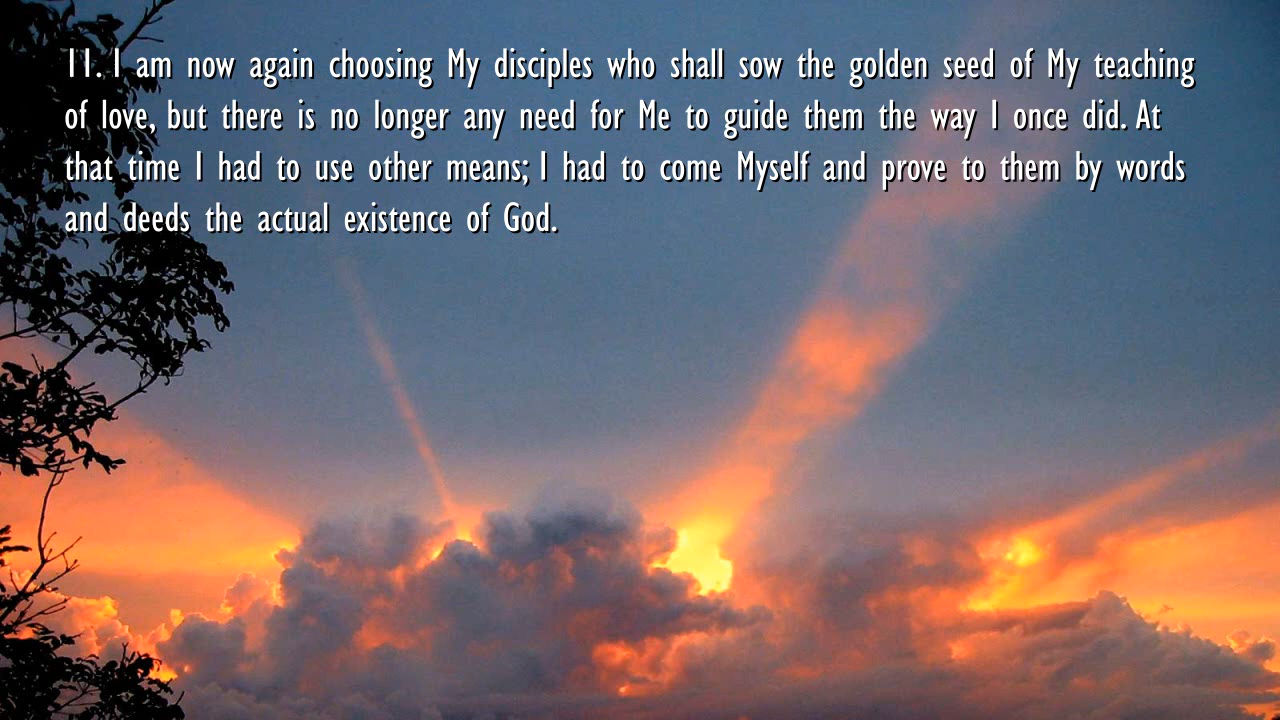 11. I am now again choosing My disciples who shall sow the golden seed of My teaching
of love, but there is no longer any need for Me to guide them the way I once did. At
that time I had to use other means; I had to come Myself and prove to them by words
and deeds the actual existence of God.